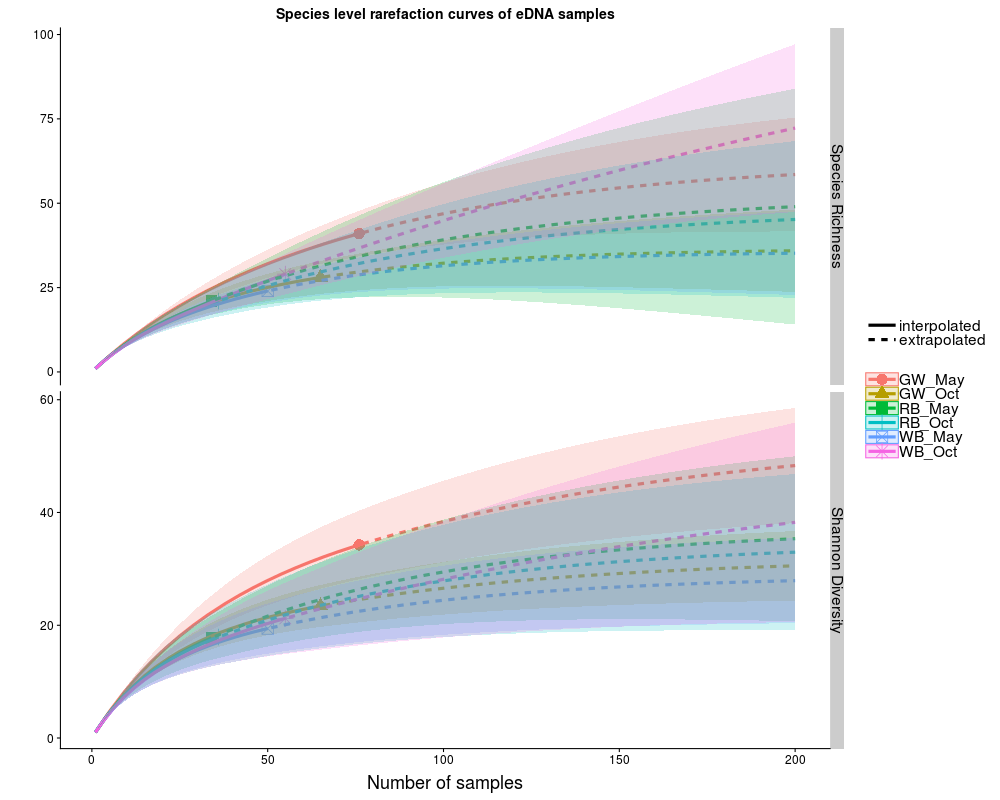 Species level rarefaction curves of eDNA samples
100
75
50
25
0
Species Richness
60
40
20
0
Shannon Diversity
0 50 100 150 200
Number of samples
interpolated
extrapolated
GW_May
GW_Oct
RB_May
RB_Oct
WB_May
WB_Oct